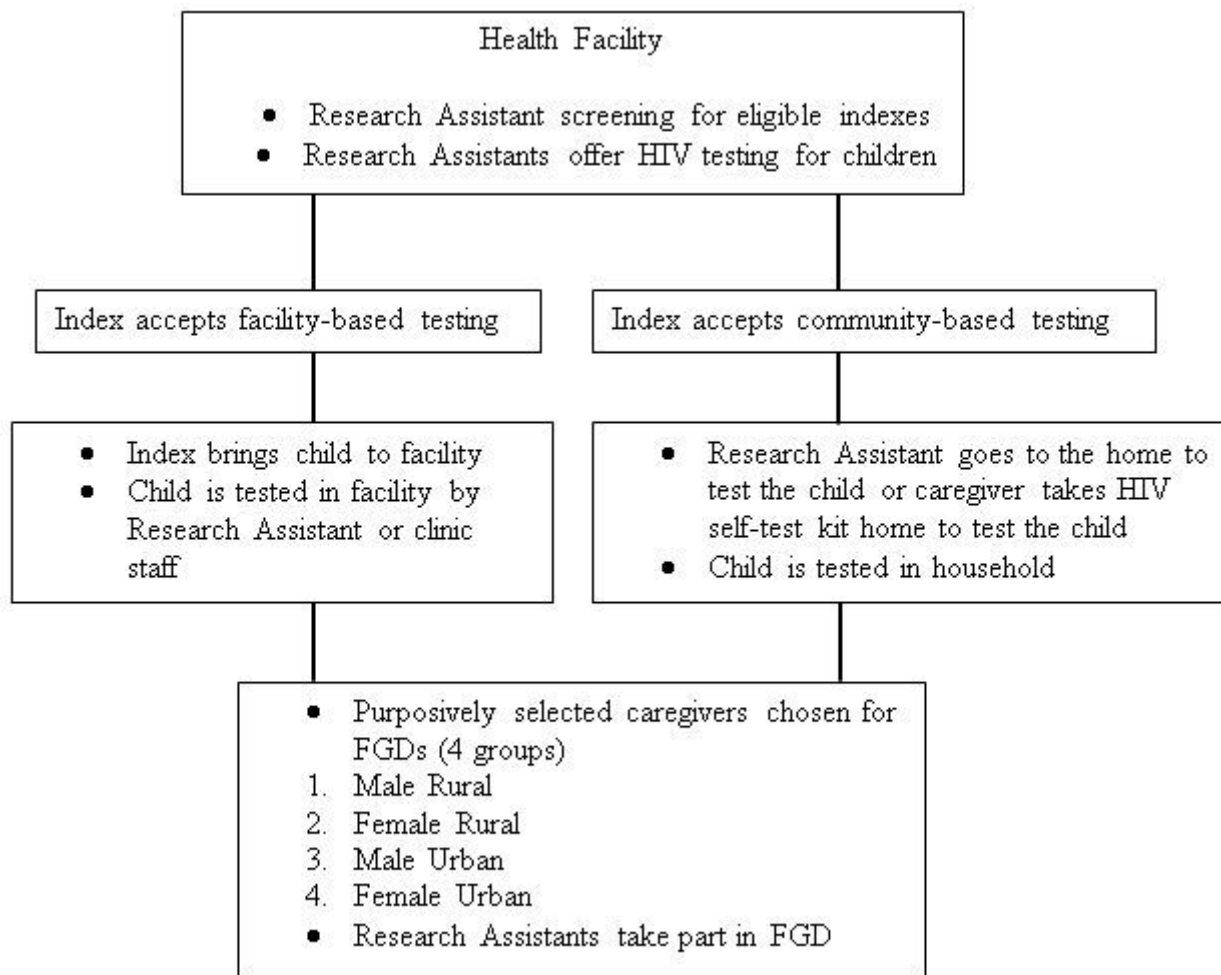 Health Facility
• Research Assistant screening for eligible indexes
• Research Assistants offer HIV testing for children
Index accepts facility-based testing
Index accepts community-based testing
• Index brings child to facility
• Child is tested in facility by
Research Assistant or clinic
staff
• Research Assistant goes to the home to
test the child or caregiver takes HIV
self-test kit home to test the child
• Child is tested in household
• Purposively selected caregivers chosen for
FGDs (4 groups)
1. Male Rural
2. Female Rural
3. Male Urban
4. Female Urban
• Research Assistants take part in FGD